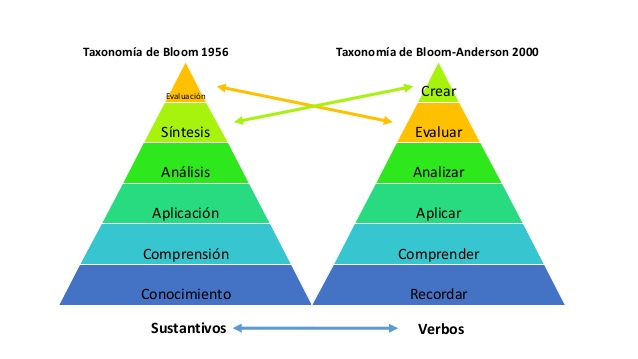 Taxonomía de Bloom 1956
Evaluación
Síntesis
Análisis
Aplicación
Comprensión
Conocimiento
Sustantivos
Taxonomía de Bloom-Anderson 2000
Crear
Evaluar
Analizar
Aplicar
Comprender
Recordar
Verbos